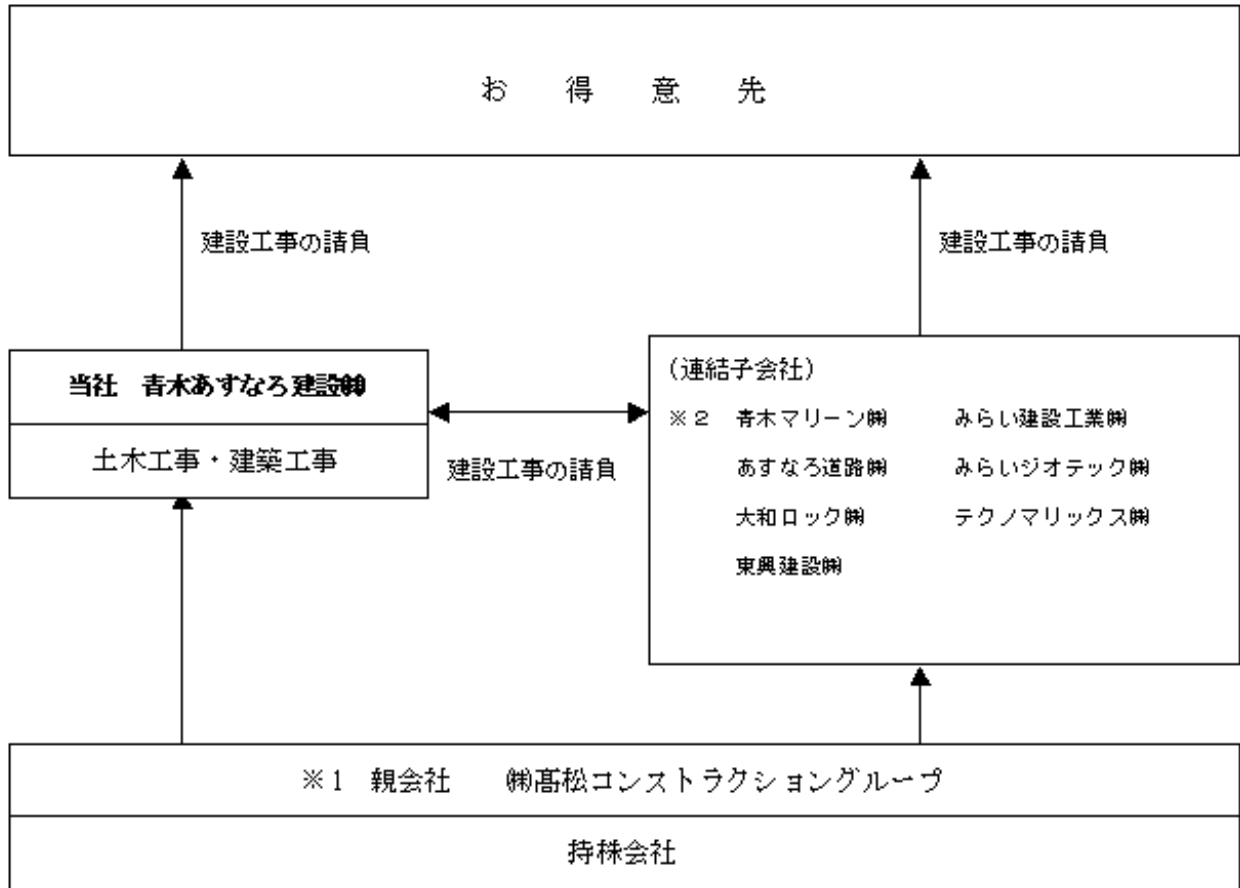 お 得 意 先
建設工事の請負
建設工事の請負
当社 青木あすなろ建設㈱
土木工事・建築工事
建設工事の請負
(連結子会社)
※2 青木マリーン㈱ みらい建設工業㈱
あすなろ道路㈱ みらいジオテック㈱
大和ロック㈱ テクノマリックス㈱
東興建設㈱
※1 親会社 ㈱髙松コンストラクショングループ
持株会社